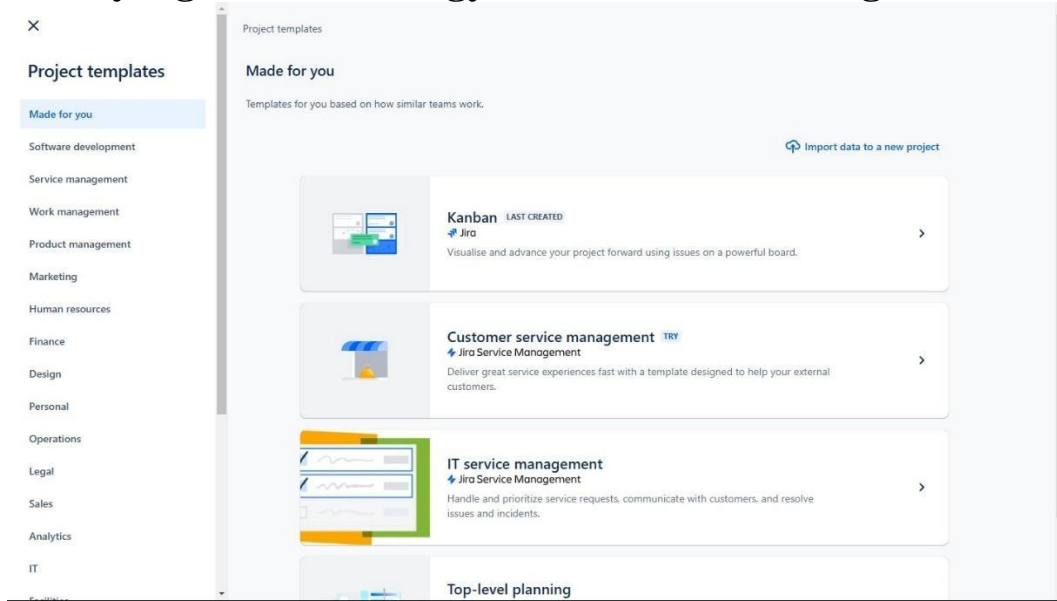 Project templates
Made for you
Software development
Service management
Work management
Product management
Marketing
Human resources
Finance
Design
Personal
Operations
Legal
Sales
Analytics
IT
Project templates
Made for you
Templates for you based on how similar teams work.
Import data to a new project
Kanban LAST CREATED
Jira
Visualise and advance your project forward using issues on a powerful board.
Customer service management TRY
Jira Service Management
Deliver great service experiences fast with a template designed to help your external
customers.
IT service management
Jira Service Management
Handle and prioritize service requests, communicate with customers, and resolve
issues and incidents.
Top-level planning